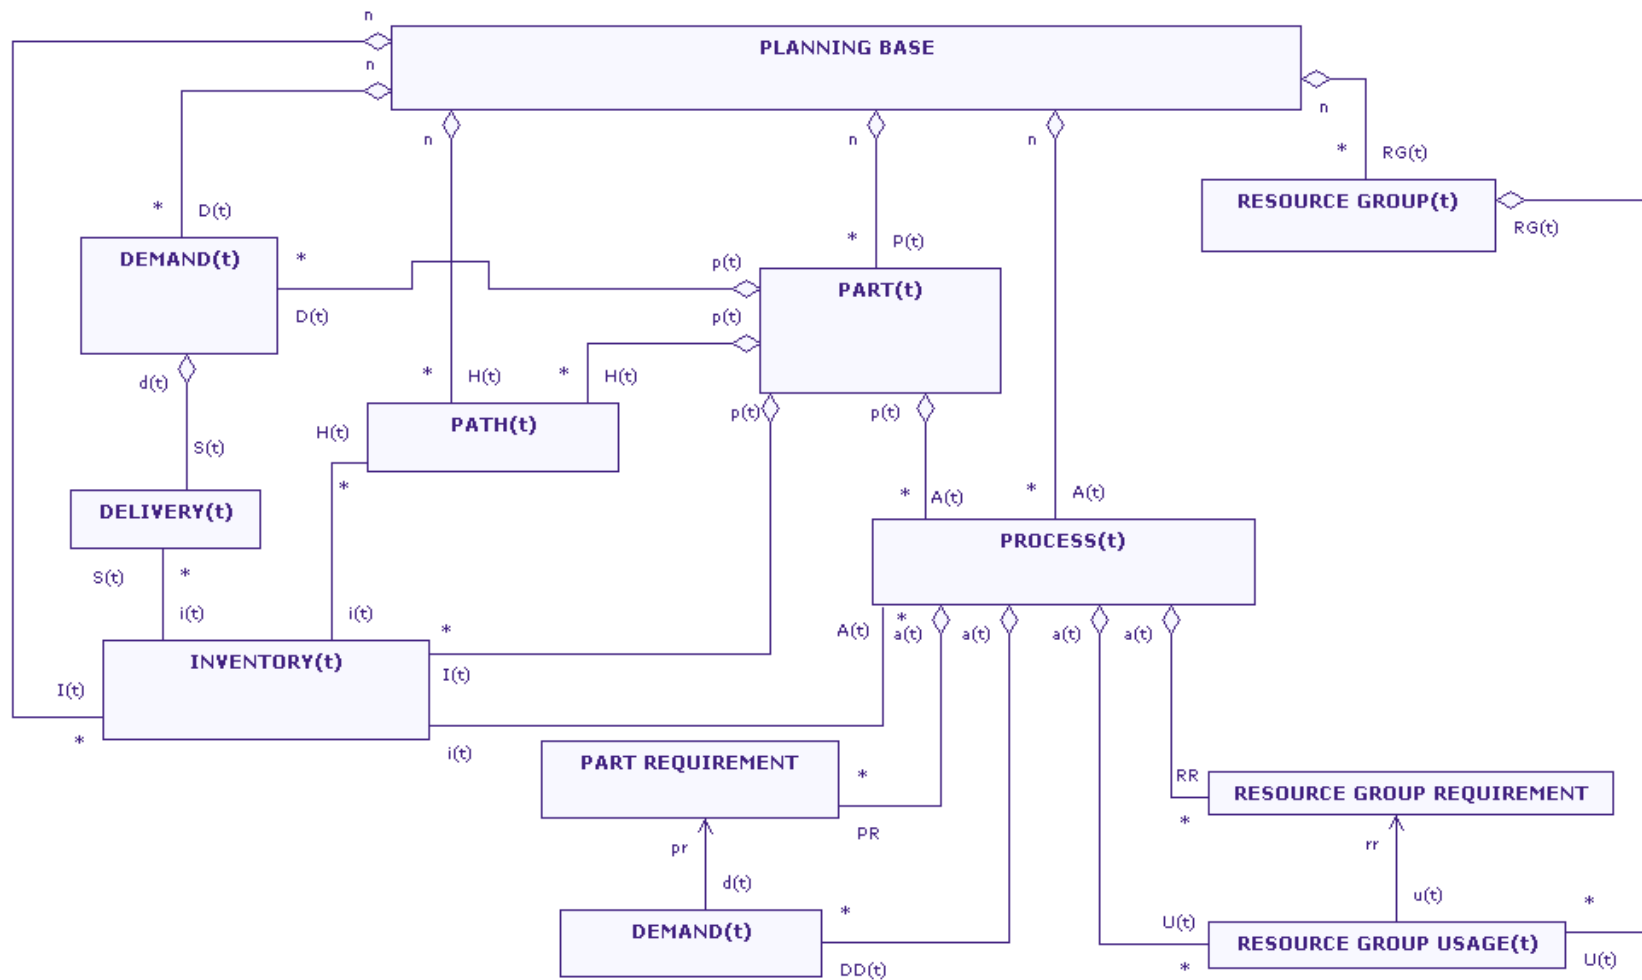 n
PLANNING BASE
n
n
n
n
n
*
RG(t)
RESOURCE GROUP(t)
RG(t)
*
D(t)
*
P(t)
DEMAND(t)
*
p(t)
PART(t)
D(t)
p(t)
d(t)
*
H(t)
*
H(t)
p(t)
p(t)
PATH(t)
H(t)
S(t)
*
*
A(t)
*
A(t)
DELIVERY(t)
PROCESS(t)
S(t)
*
i(t)
i(t)
*
A(t)
*
a(t)
a(t)
a(t)
a(t)
INVENTORY(t)
I(t)
I(t)
*
i(t)
PART REQUIREMENT
*
PR
RR
*
RESOURCE GROUP REQUIREMENT
pr
rr
d(t)
u(t)
*
*
DEMAND(t)
DD(t)
U(t)
*
RESOURCE GROUP USAGE(t)
U(t)